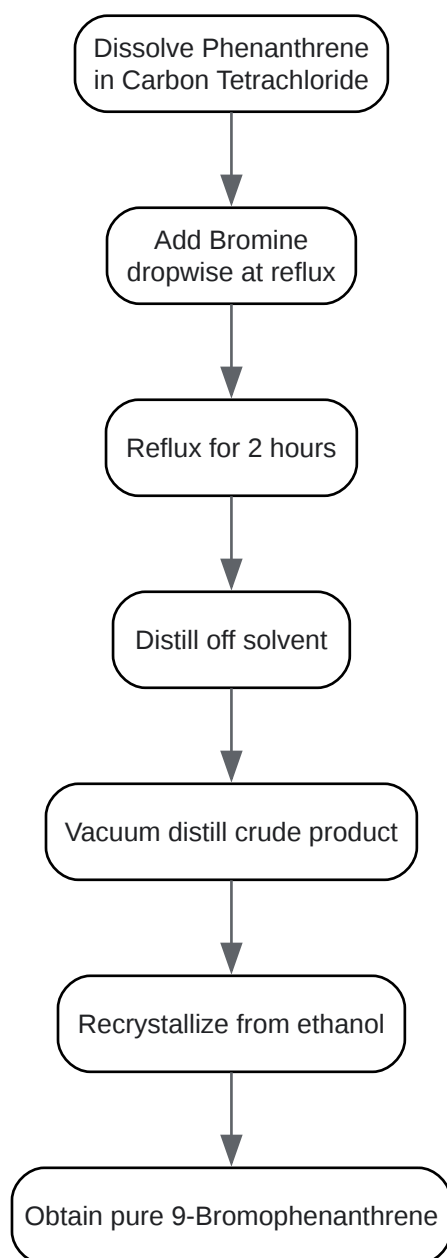 Dissolve Phenanthrene
in Carbon Tetrachloride
Add Bromine
dropwise at reflux
Reflux for 2 hours
Distill off solvent
Vacuum distill crude product
Recrystallize from ethanol
Obtain pure 9-Bromophenanthrene